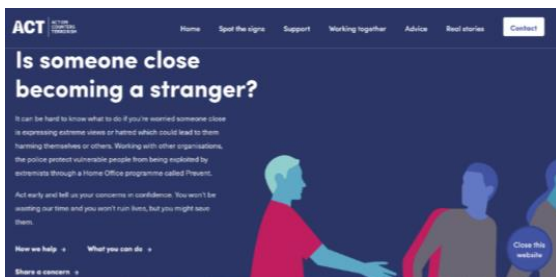 ACT
ACTION
COUNTERS
TERRORISM
Home Spot the signs Support Working together Advice Real stories Contact
Is someone close
becoming a stranger?
It can be hard to know what to do if you're worried someone close
is expressing extreme views or hatred which could lead to them
harming themselves or others. Working with other organisations,
the police protect vulnerable people from being exploited by
extremists through a Home Office programme called Prevent.
Act early and tell us your concerns in confidence. You won't be
wasting our time and you won't ruin lives, but you might save
them.
How we help What you can do
Share a concern
Close this
website